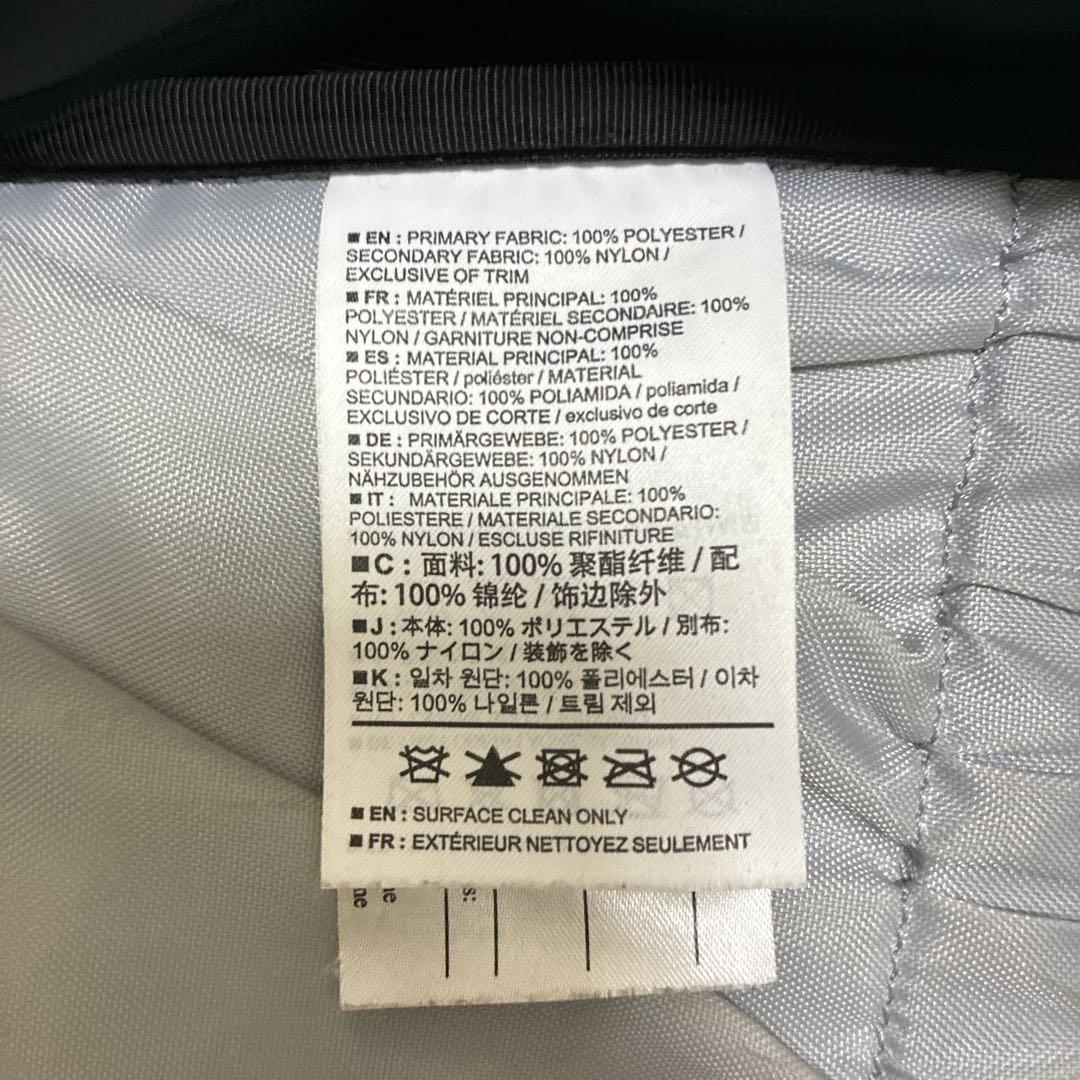 EN : PRIMARY FABRIC: 100% POLYESTER /
SECONDARY FABRIC: 100% NYLON /
EXCLUSIVE OF TRIM
FR : MATÉRIEL PRINCIPAL: 100%
POLYESTER / MATÉRIEL SECONDAIRE: 100%
NYLON / GARNITURE NON-COMPRISE
ES : MATERIAL PRINCIPAL: 100%
POLIÉSTER / poliéster / MATERIAL
SECUNDARIO: 100% POLIAMIDA / poliamida /
EXCLUSIVO DE CORTE / exclusivo de corte
DE : PRIMÄRGEWEBE: 100% POLYESTER /
SEKUNDÄRGEWEBE: 100% NYLON /
NÄHZUBEHÖR AUSGENOMMEN
IT : MATERIALE PRINCIPALE: 100%
POLIESTERE / MATERIALE SECONDARIO:
100% NYLON / ESCLUSE RIFINITURE
C : 面料: 100% 聚酯纤维 / 配
布: 100% 锦纶 / 饰边除外
J : 本体: 100% ポリエステル / 別布:
100% ナイロン / 装飾を除く
K : 일차 원단: 100% 폴리에스터 / 이차
원단: 100% 나일론 / 트림 제외
EN : SURFACE CLEAN ONLY
FR : EXTÉRIEUR NETTOYEZ SEULEMENT